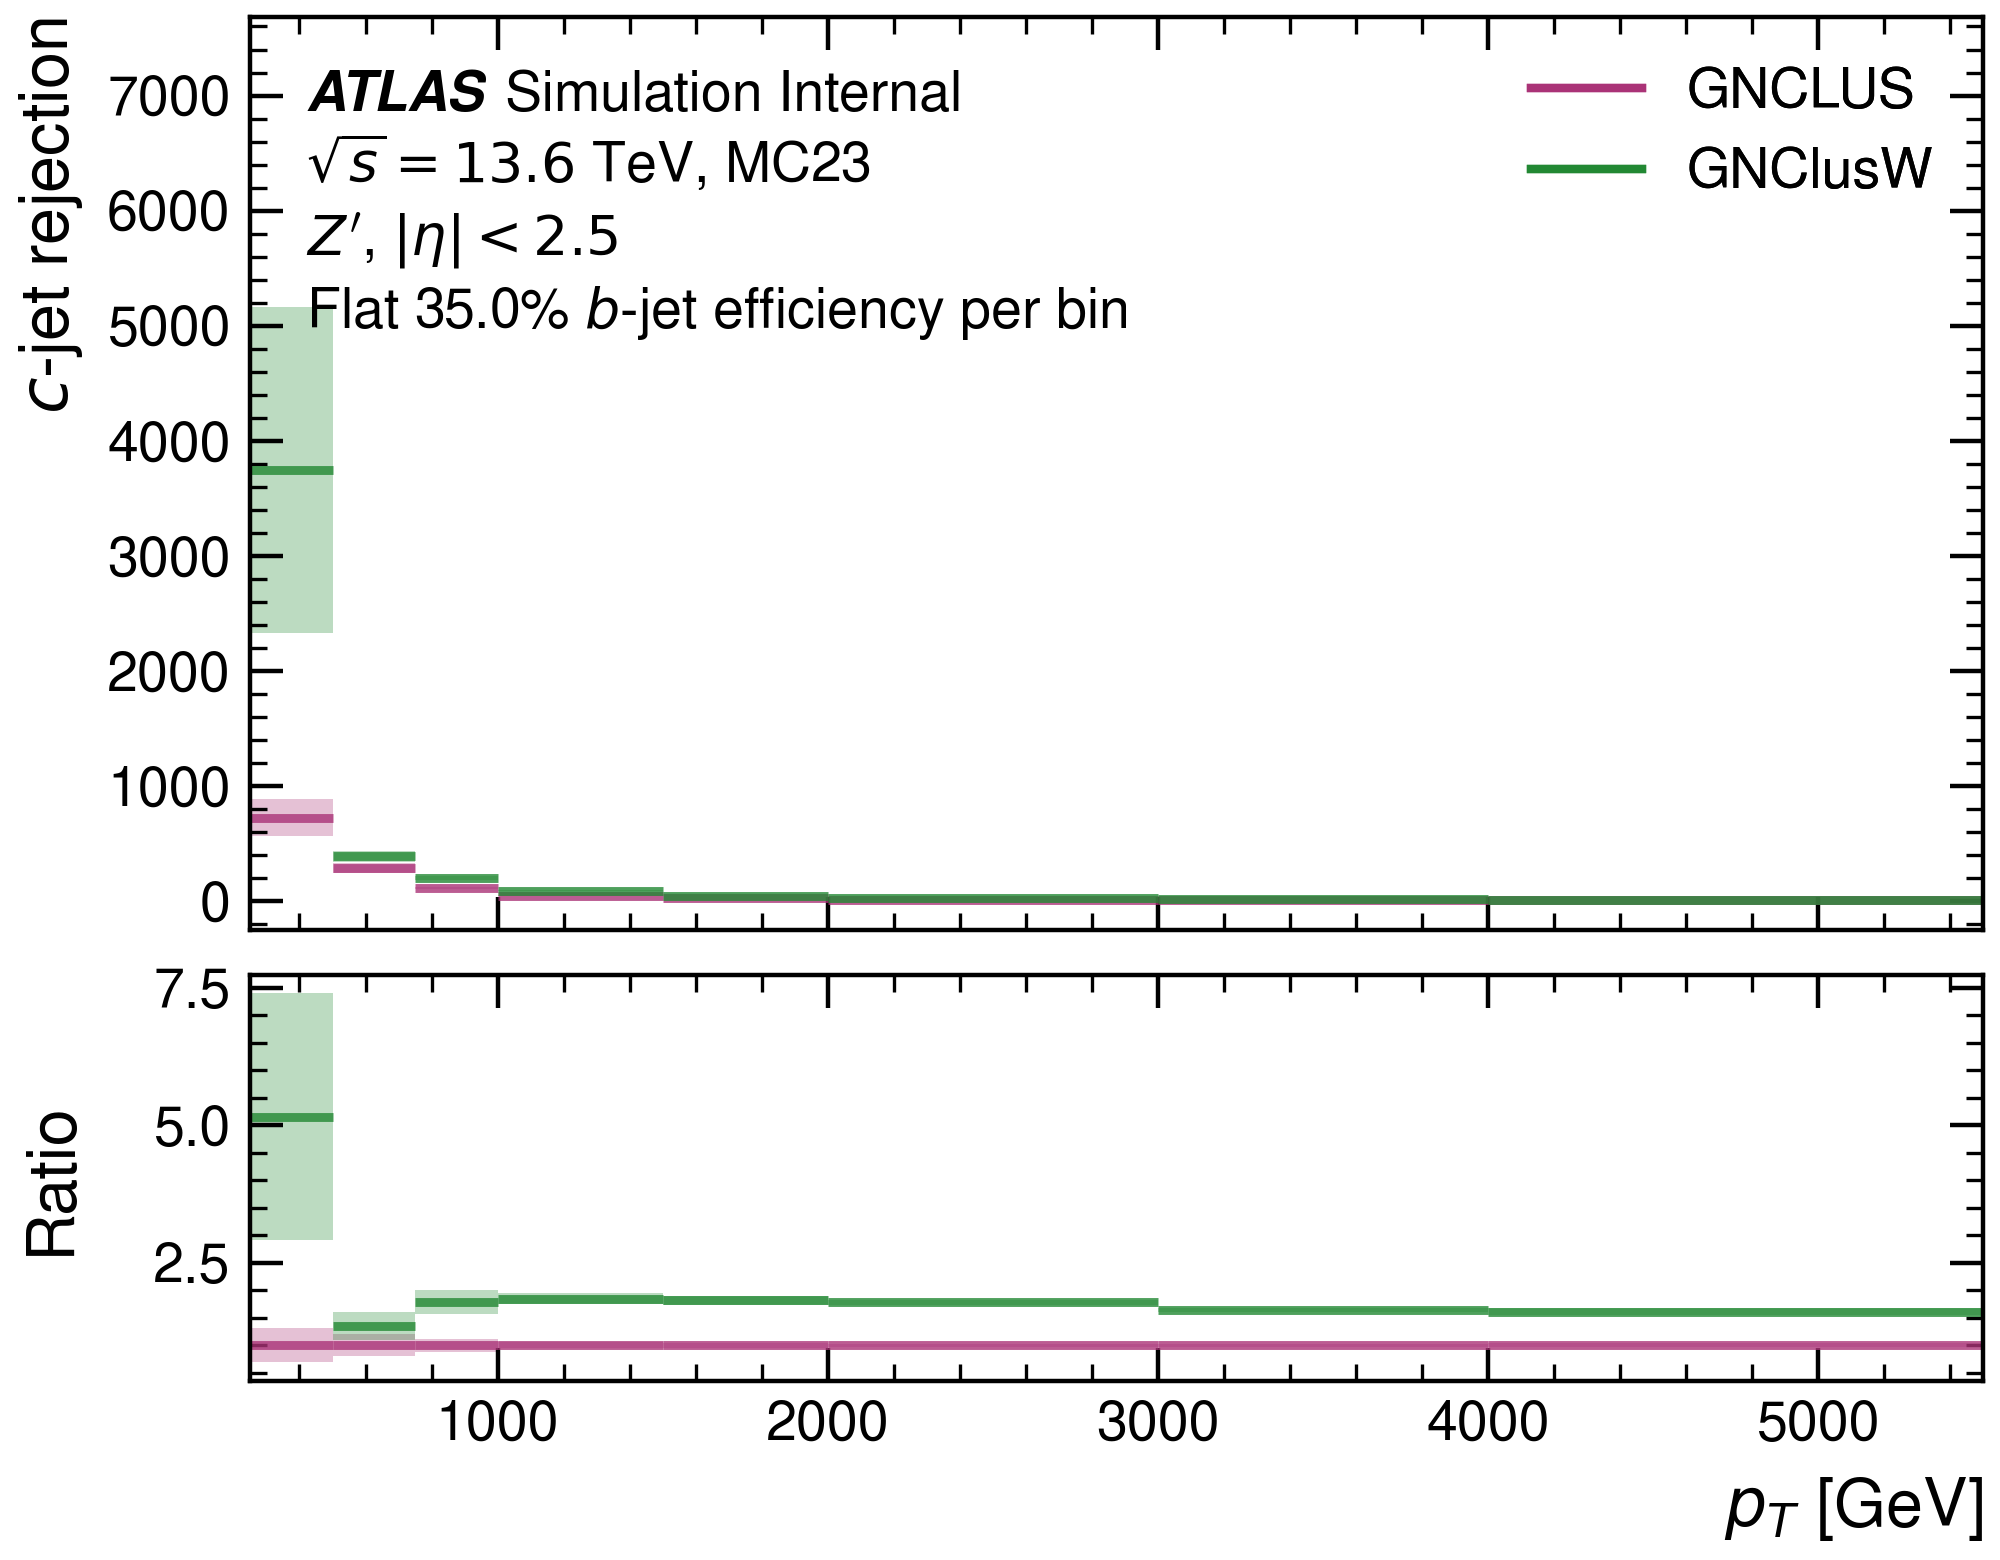 c-jet rejection
7000
6000
5000
4000
3000
2000
1000
0
ATLAS Simulation Internal
√s = 13.6 TeV, MC23
Z′, |η| < 2.5
Flat 35.0% b-jet efficiency per bin
GNCLUS
GNClusW
Ratio
7.5
5.0
2.5
1000 2000 3000 4000 5000
p_T [GeV]